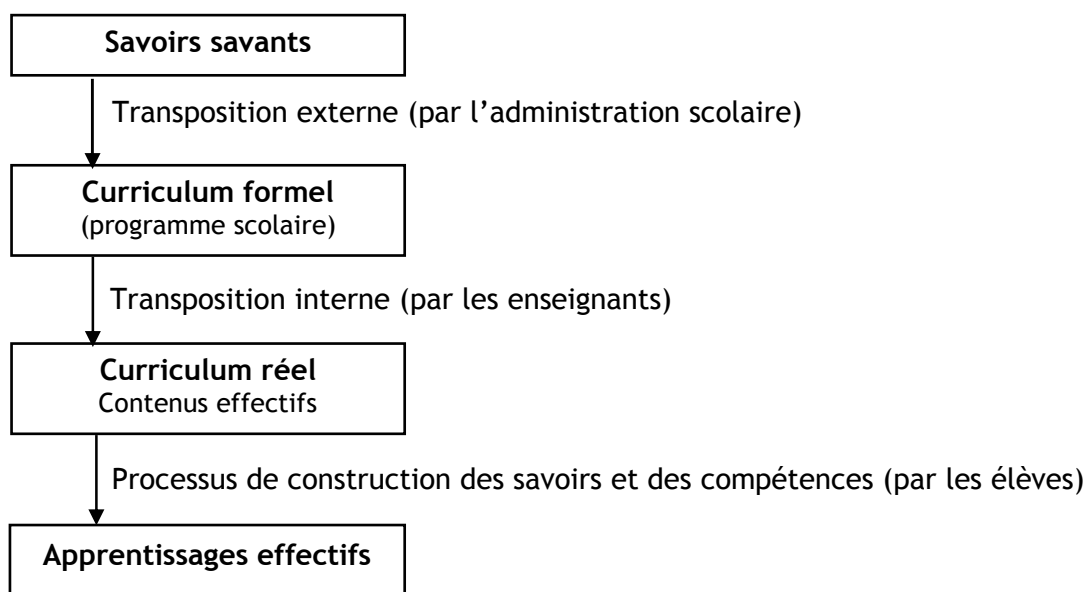 Savoirs savants
Transposition externe (par l’administration scolaire)
Curriculum formel
(programme scolaire)
Transposition interne (par les enseignants)
Curriculum réel
Contenus effectifs
Processus de construction des savoirs et des compétences (par les élèves)
Apprentissages effectifs